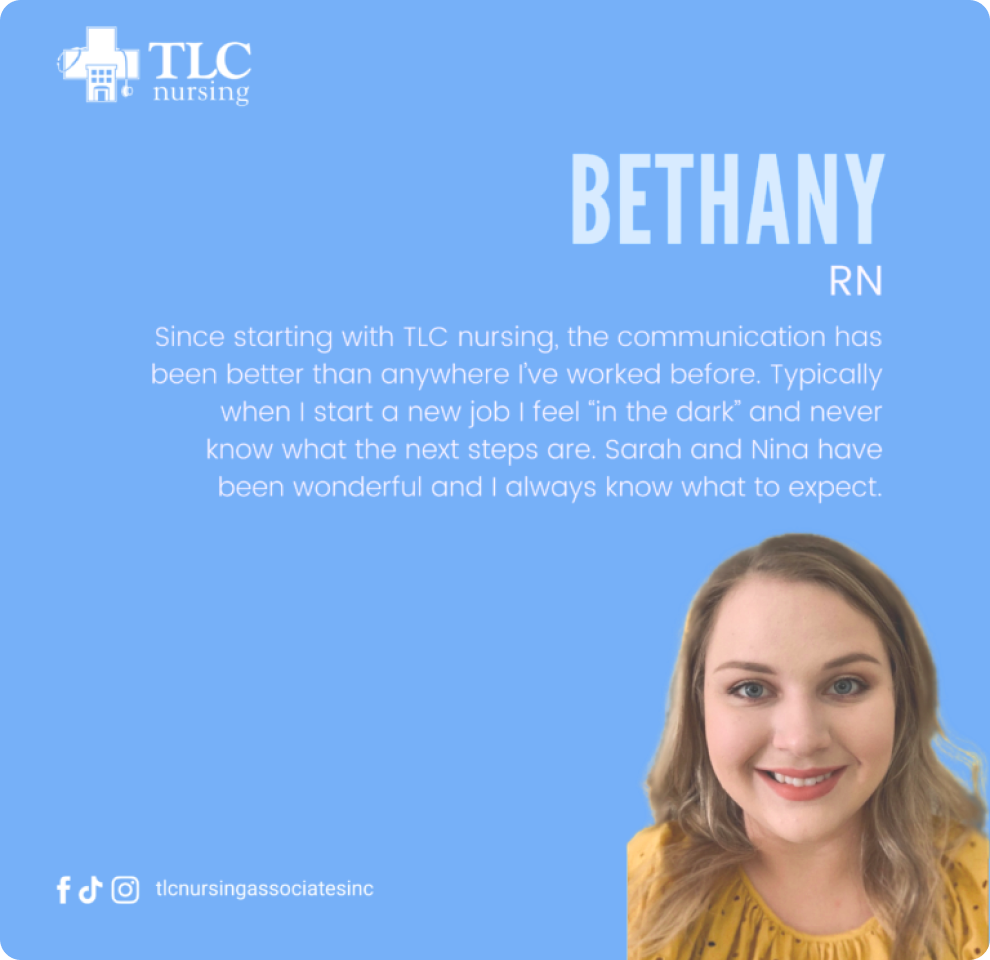 TLC
nursing
BETHANY
RN
Since starting with TLC nursing, the communication has
been better than anywhere I’ve worked before. Typically
when I start a new job I feel “in the dark” and never
know what the next steps are. Sarah and Nina have
been wonderful and I always know what to expect.
tlcnursingassociatesinc